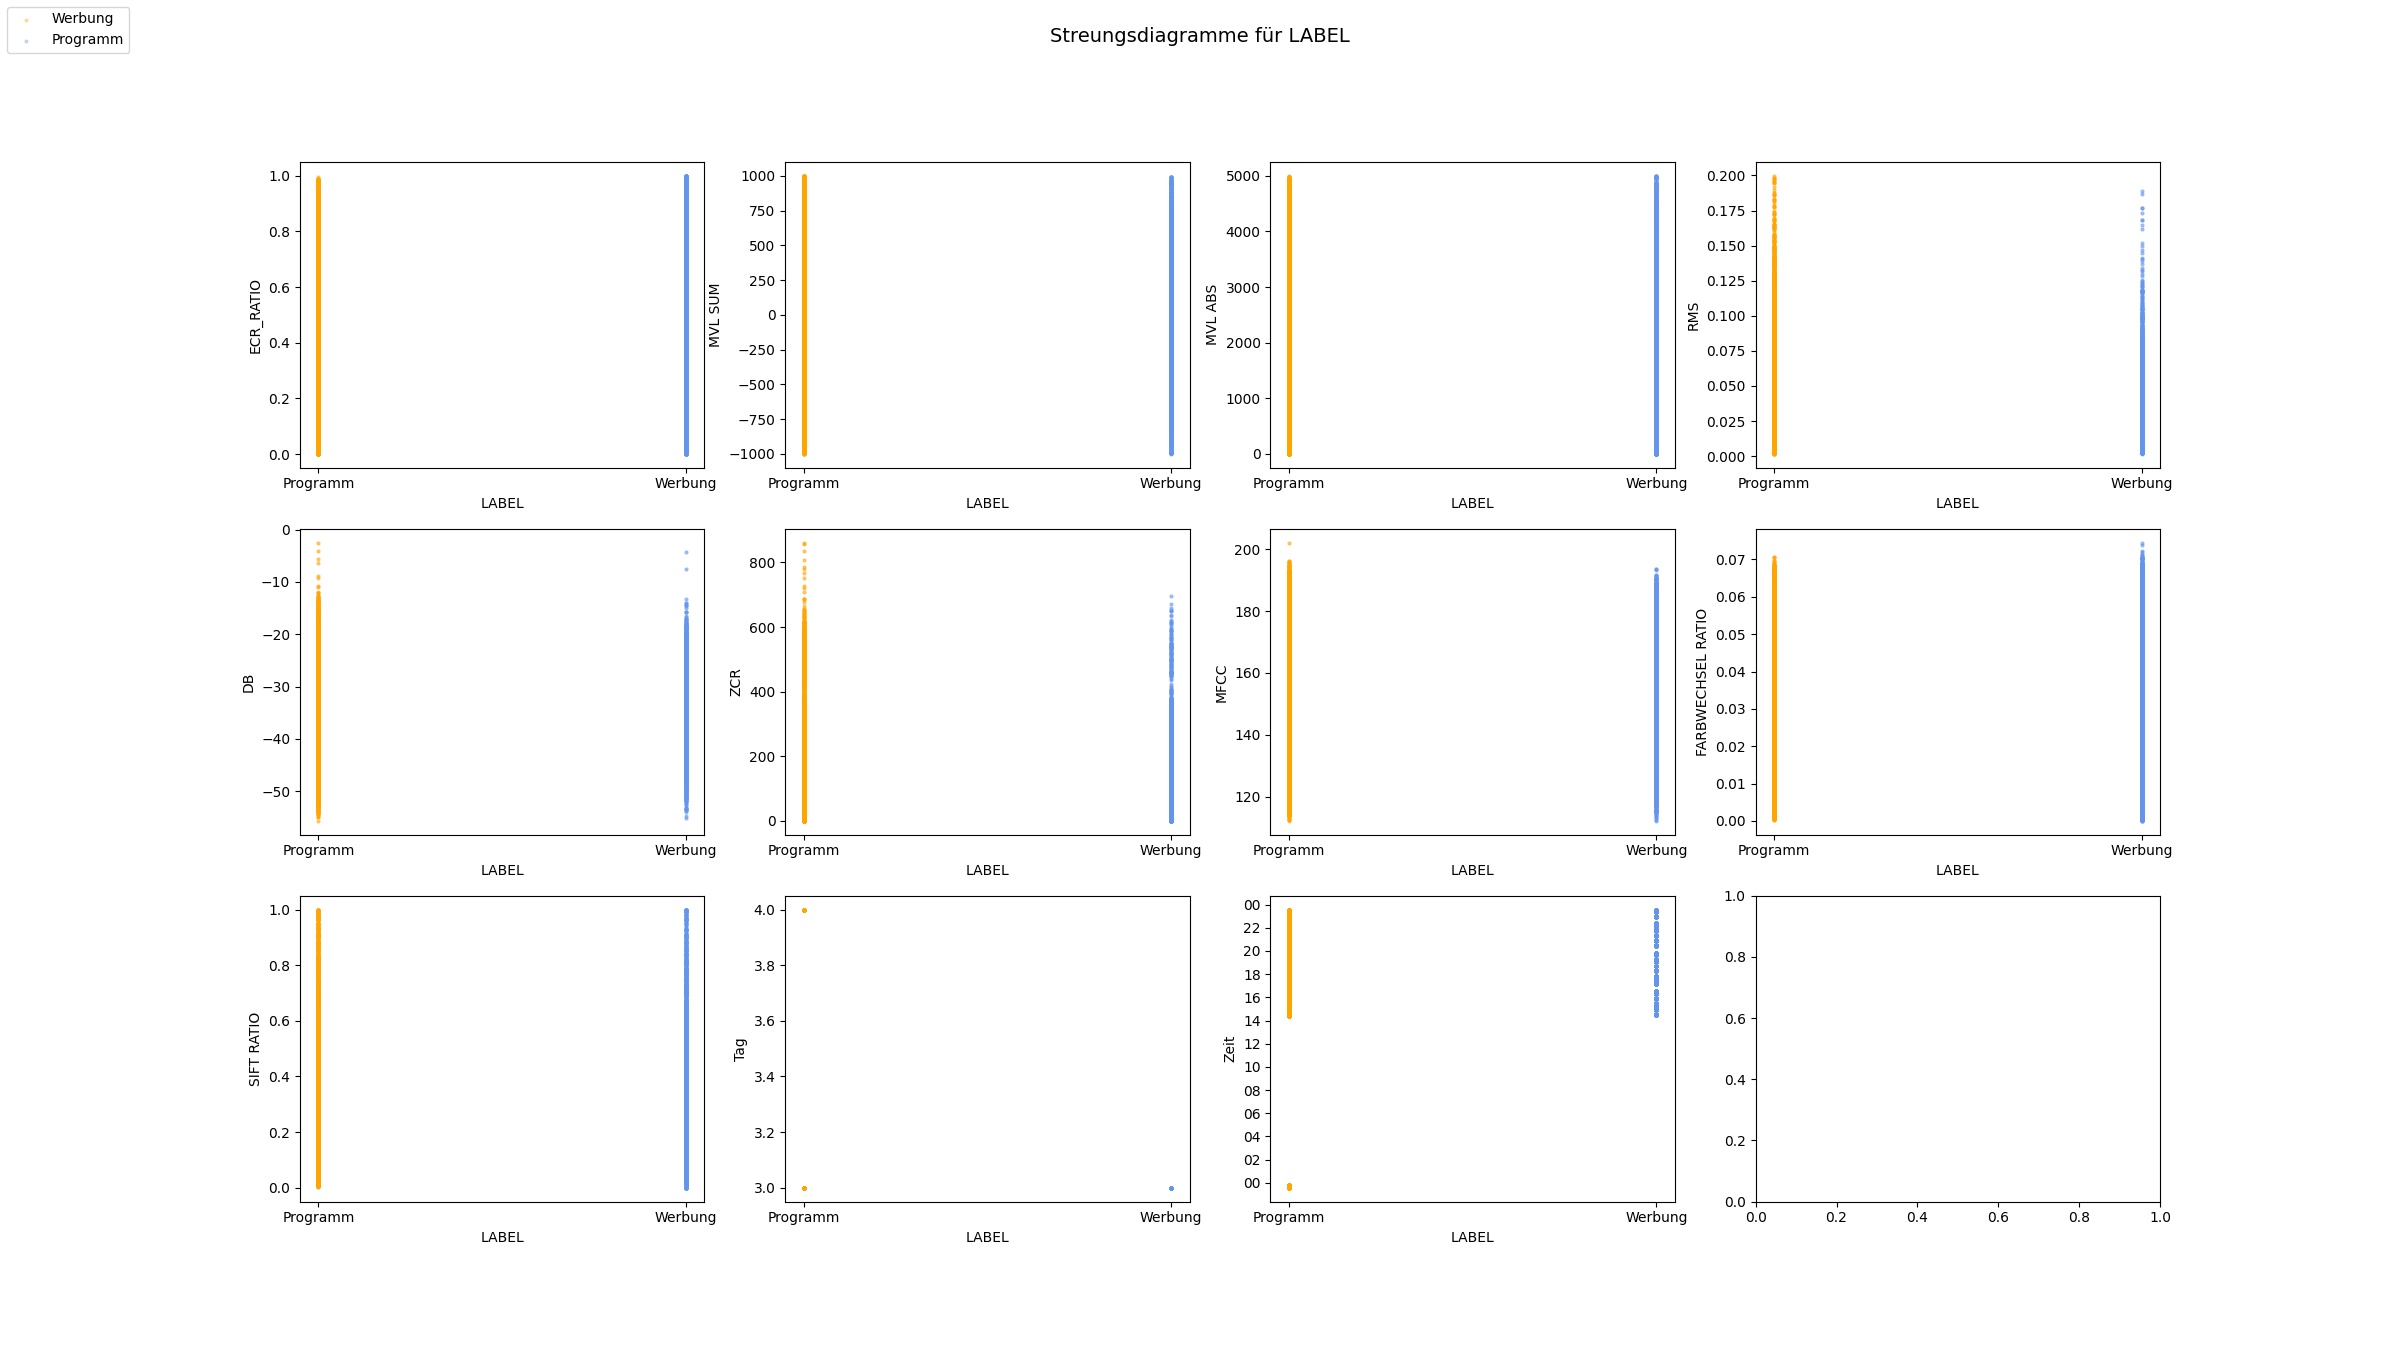 Werbung
Programm
Streungsdiagramme für LABEL
1.0
0.8
0.6
0.4
0.2
0.0
ECR_RATIO
Programm Werbung
LABEL
1000
750
500
250
0
−250
−500
−750
−1000
MVL SUM
Programm Werbung
LABEL
5000
4000
3000
2000
1000
0
MVL ABS
Programm Werbung
LABEL
0.200
0.175
0.150
0.125
0.100
0.075
0.050
0.025
0.000
RMS
Programm Werbung
LABEL
0
−10
−20
−30
−40
−50
DB
Programm Werbung
LABEL
800
600
400
200
0
ZCR
Programm Werbung
LABEL
200
180
160
140
120
MFCC
Programm Werbung
LABEL
0.07
0.06
0.05
0.04
0.03
0.02
0.01
0.00
FARBWECHSEL RATIO
Programm Werbung
LABEL
1.0
0.8
0.6
0.4
0.2
0.0
SIFT RATIO
Programm Werbung
LABEL
4.0
3.8
3.6
3.4
3.2
3.0
Tag
Programm Werbung
LABEL
00
22
20
18
16
14
12
10
08
06
04
02
00
Zeit
Programm Werbung
LABEL
1.0
0.8
0.6
0.4
0.2
0.0
0.0 0.2 0.4 0.6 0.8 1.0